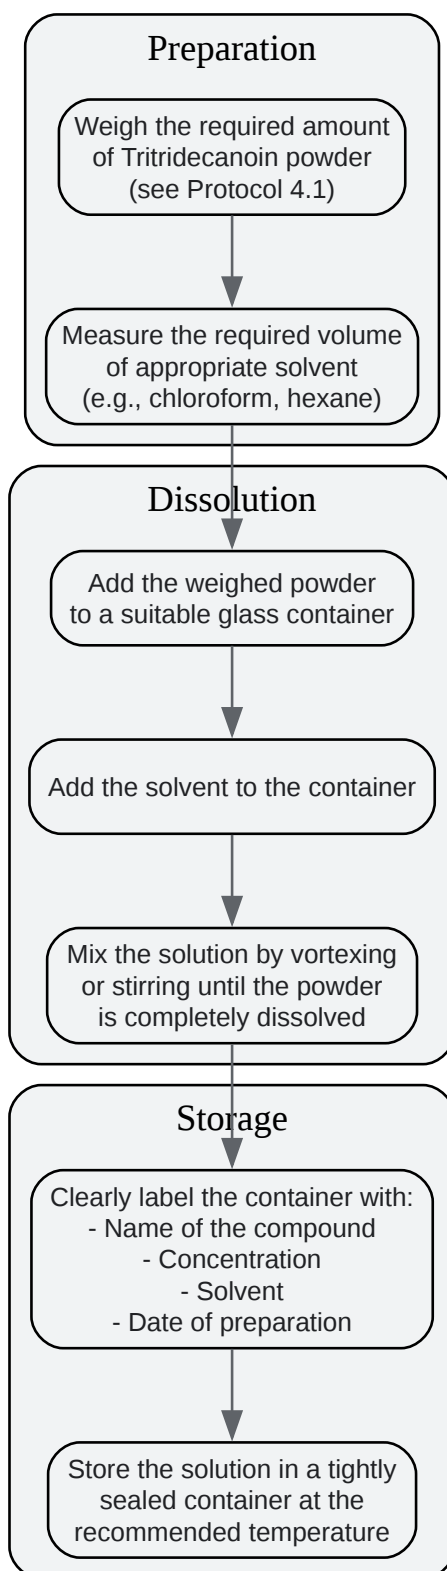 Preparation
Weigh the required amount
of Tritridecanoin powder
(see Protocol 4.1)
Measure the required volume
of appropriate solvent
(e.g., chloroform, hexane)
Dissolution
Add the weighed powder
to a suitable glass container
Add the solvent to the container
Mix the solution by vortexing
or stirring until the powder
is completely dissolved
Storage
Clearly label the container with:
- Name of the compound
- Concentration
- Solvent
- Date of preparation
Store the solution in a tightly
sealed container at the
recommended temperature